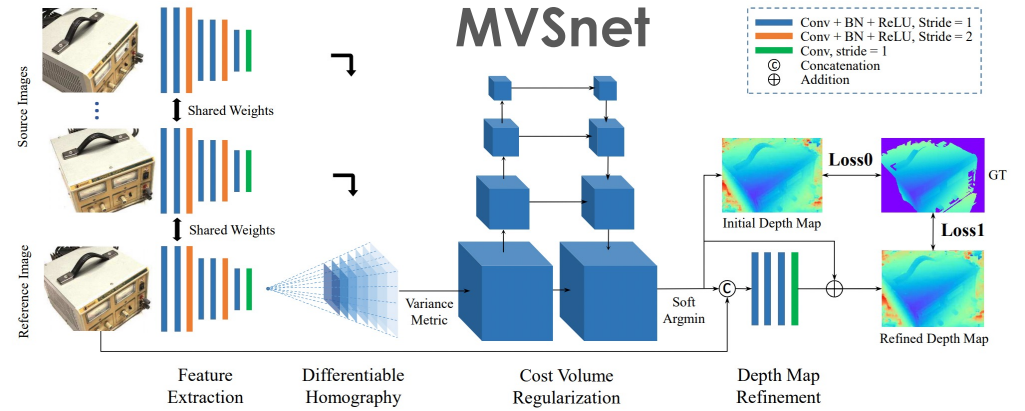 MVSnet
Conv + BN + ReLU, Stride = 1
Conv + BN + ReLU, Stride = 2
Conv, stride = 1
C Concatenation
Addition
Source Images
Shared Weights
Shared Weights
Reference Image
Variance
Metric
Soft
Argmin
C
Initial Depth Map
Loss0
GT
Loss1
Refined Depth Map
Feature
Extraction
Differentiable
Homography
Cost Volume
Regularization
Depth Map
Refinement